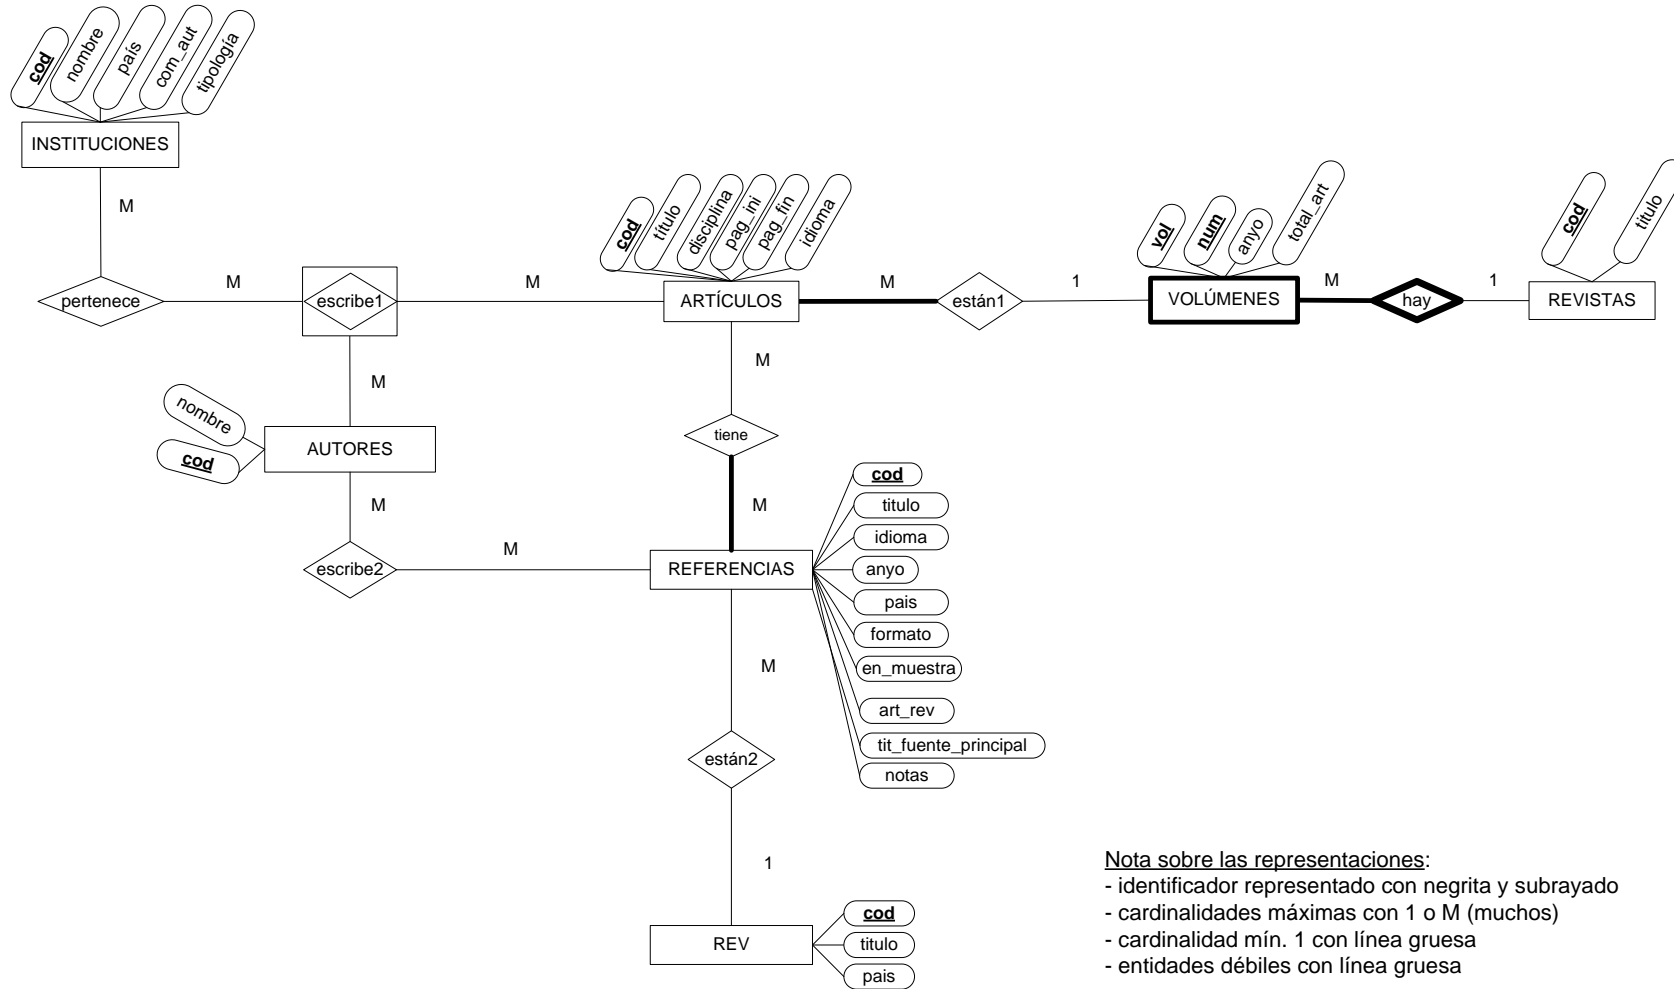 cod
nombre
país
com_aut
tipología
INSTITUCIONES
M
pertenece
M
escribe1
M
cod
título
disciplina
pag_ini
pag_fin
idioma
ARTÍCULOS
M
están1
1
vol
num
anyo
total_art
VOLÚMENES
M
hay
1
cod
titulo
REVISTAS
M
nombre
cod
AUTORES
M
escribe2
M
M
tiene
M
REFERENCIAS
cod
titulo
idioma
anyo
pais
formato
en_muestra
art_rev
tit_fuente_principal
notas
M
están2
1
REV
cod
titulo
pais
Nota sobre las representaciones:
- identificador representado con negrita y subrayado
- cardinalidades máximas con 1 o M (muchos)
- cardinalidad mín. 1 con línea gruesa
- entidades débiles con línea gruesa